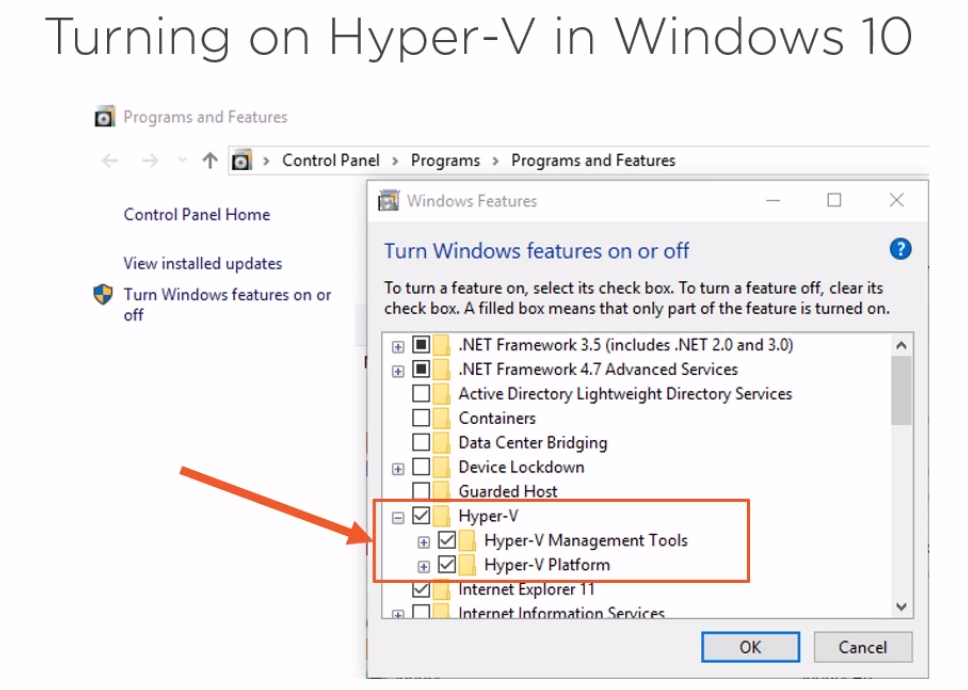 Turning on Hyper-V in Windows 10
Programs and Features
Control Panel > Programs > Programs and Features
Control Panel Home
View installed updates
Turn Windows features on or
off
Windows Features
Turn Windows features on or off
?
To turn a feature on, select its check box. To turn a feature off, clear its
check box. A filled box means that only part of the feature is turned on.
.NET Framework 3.5 (includes .NET 2.0 and 3.0)
.NET Framework 4.7 Advanced Services
Active Directory Lightweight Directory Services
Containers
Data Center Bridging
Device Lockdown
Guarded Host
Hyper-V
Hyper-V Management Tools
Hyper-V Platform
Internet Explorer 11
Internet Information Services
OK Cancel